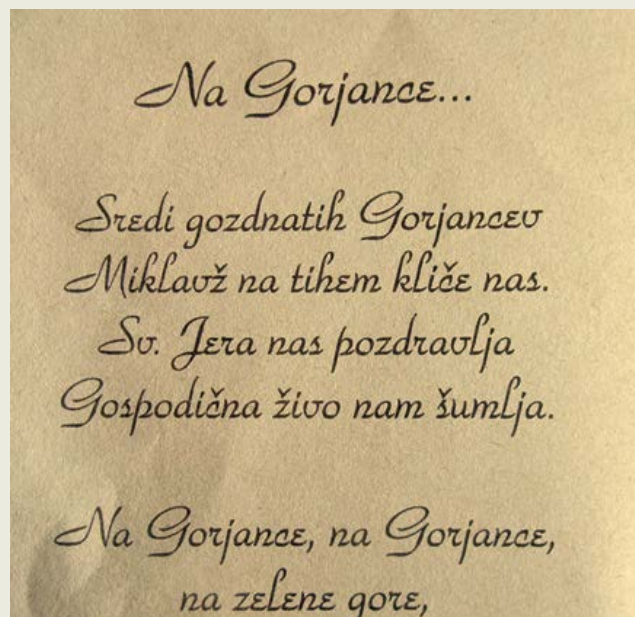 Na Gorjance...
Sredi gozdnatih Gorjancev
Miklavž na tihem kliče nas.
Sv. Jera nas pozdravlja
Gospodična živo nam šumlja.
Na Gorjance, na Gorjance,
na zelene gore,